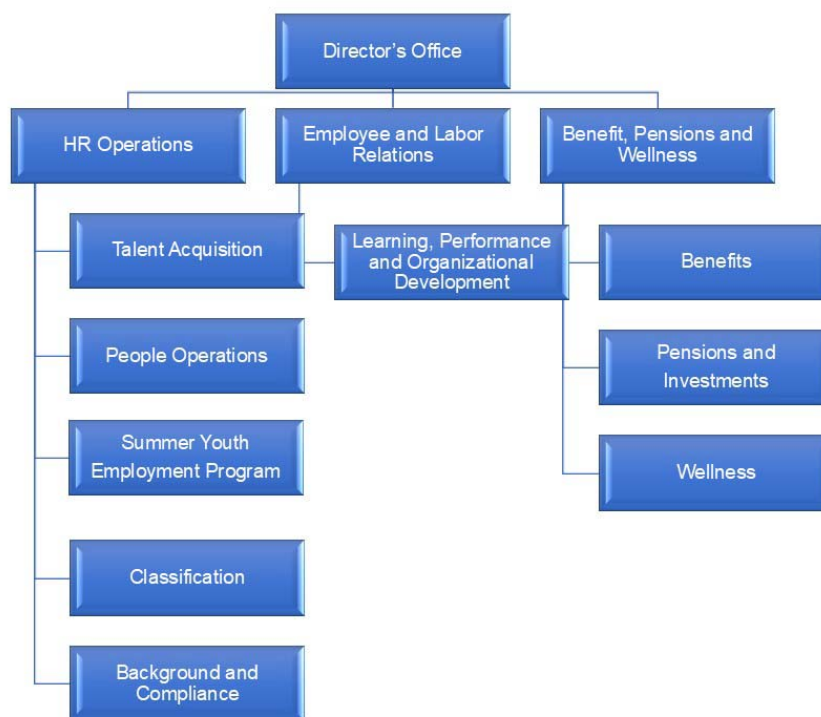 Director's Office
HR Operations
Employee and Labor
Relations
Benefit, Pensions and
Wellness
Talent Acquisition
Learning, Performance
and Organizational
Development
Benefits
People Operations
Pensions and
Investments
Summer Youth
Employment Program
Wellness
Classification
Background and
Compliance